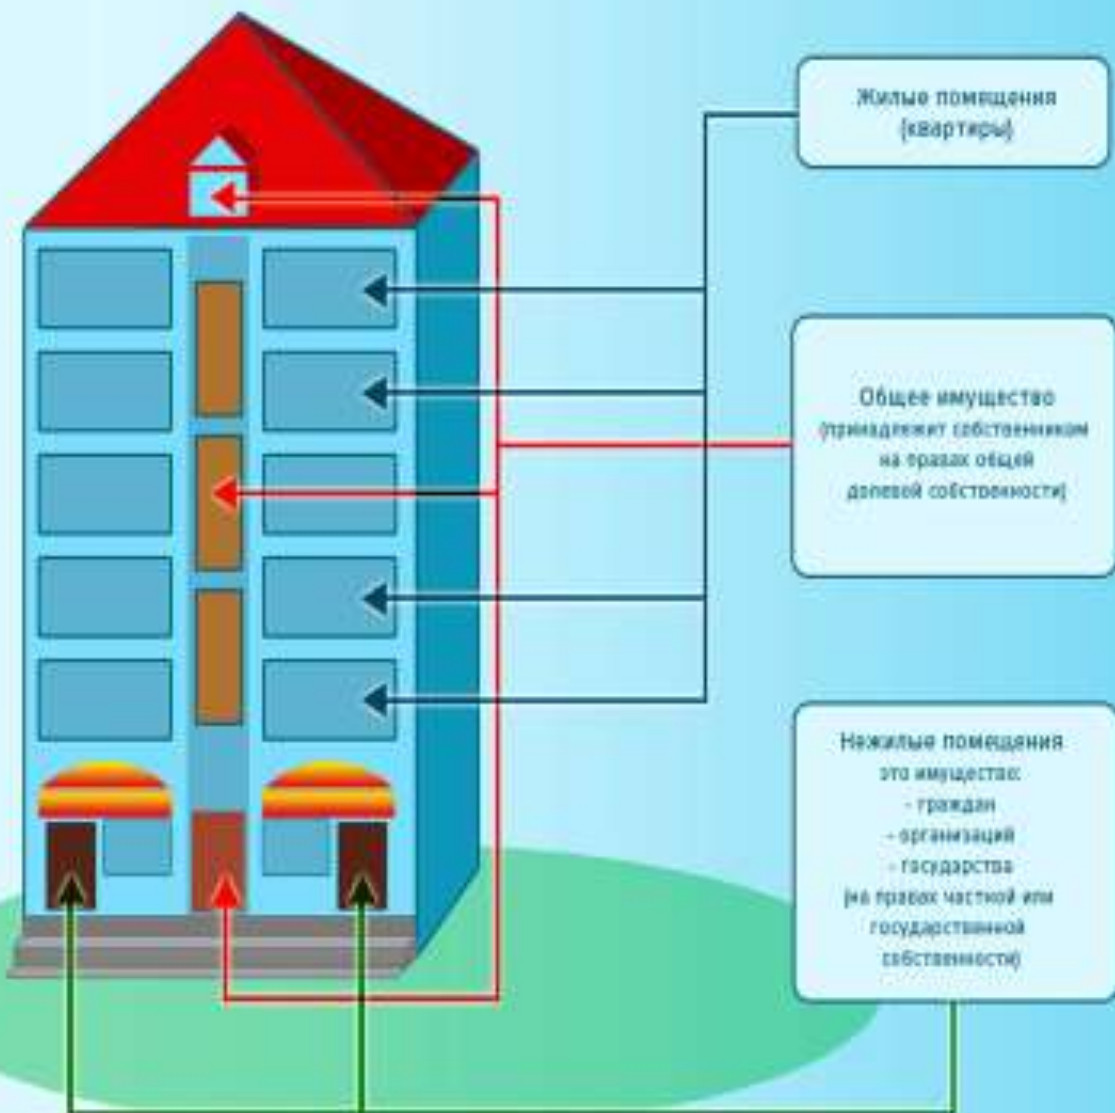 Жилые помещения
(квартиры)
Общее имущество
(принадлежит собственникам
на правах общей
долевой собственности)
Нежилые помещения
это имущество:
- граждан
- организаций
- государства
(на правах частной или
государственной
собственности)